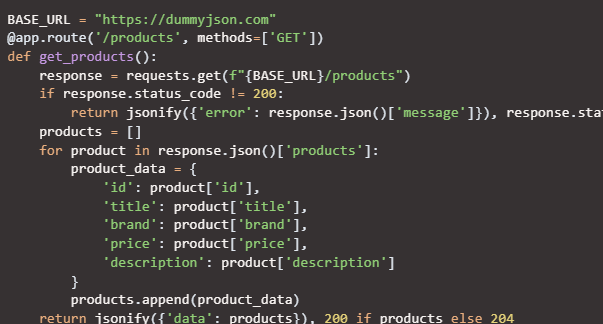 BASE_URL = "https://dummyjson.com"
@app.route('/products', methods=['GET'])
def get_products():
    response = requests.get(f"{BASE_URL}/products")
    if response.status_code != 200:
        return jsonify({'error': response.json()['message']}), response.sta
    products = []
    for product in response.json()['products']:
        product_data = {
            'id': product['id'],
            'title': product['title'],
            'brand': product['brand'],
            'price': product['price'],
            'description': product['description']
        }
        products.append(product_data)
    return jsonify({'data': products}), 200 if products else 204